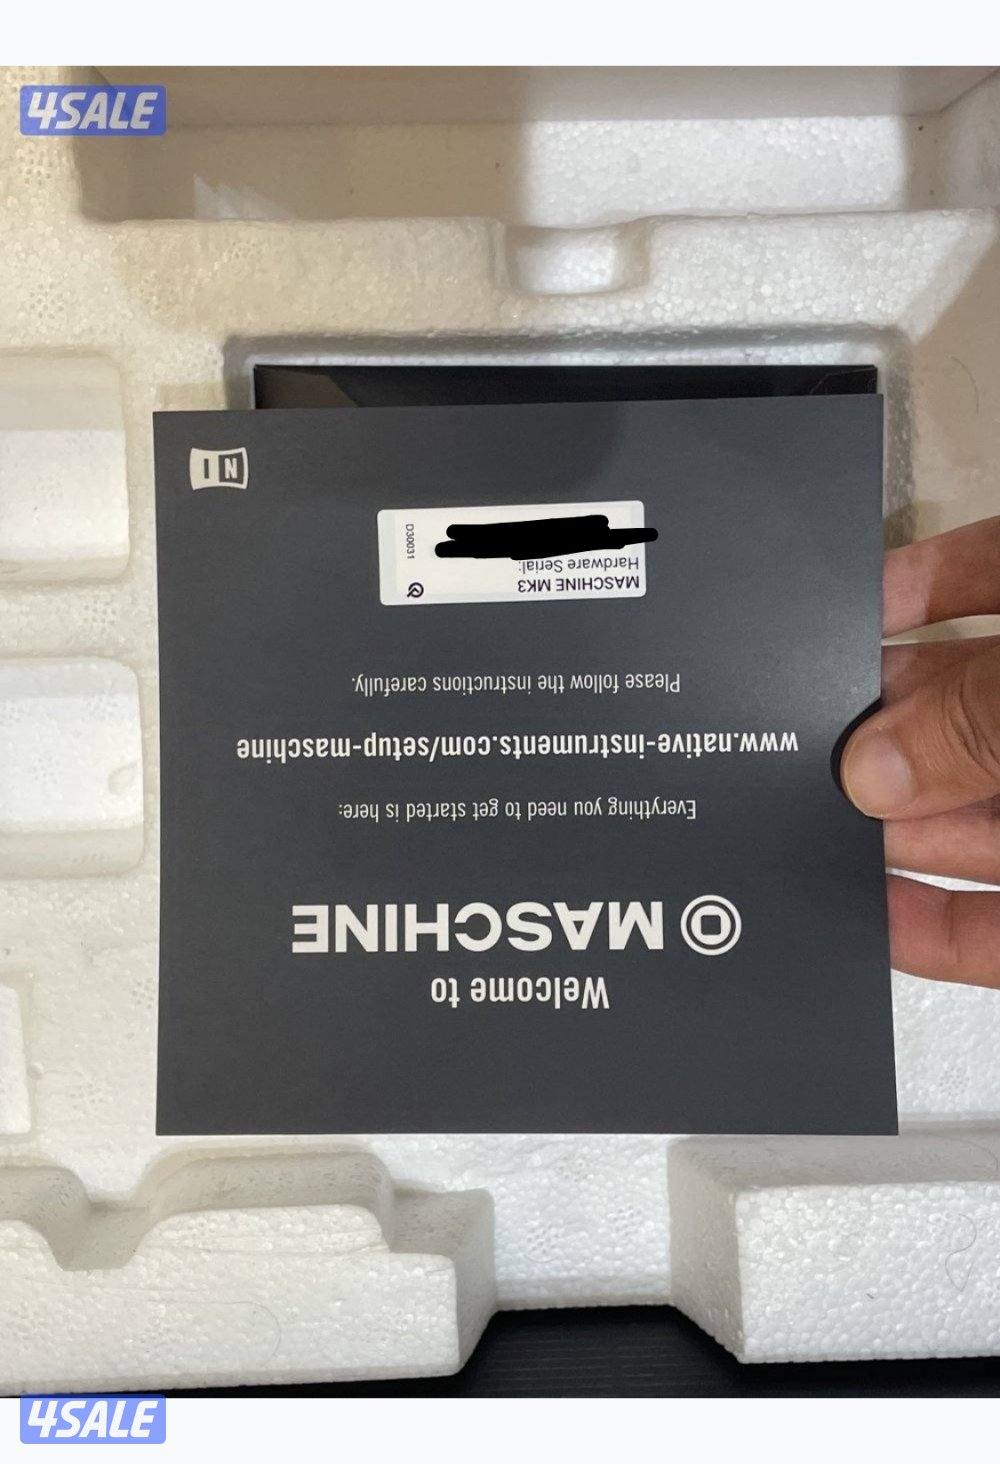 4SALE
Welcome to
MASCHINE
Everything you need to get started is here:
www.native-instruments.com/setup-maschine
Please follow the instructions carefully.
MASCHINE MK3
Hardware Serial:
D30031
NI
4SALE